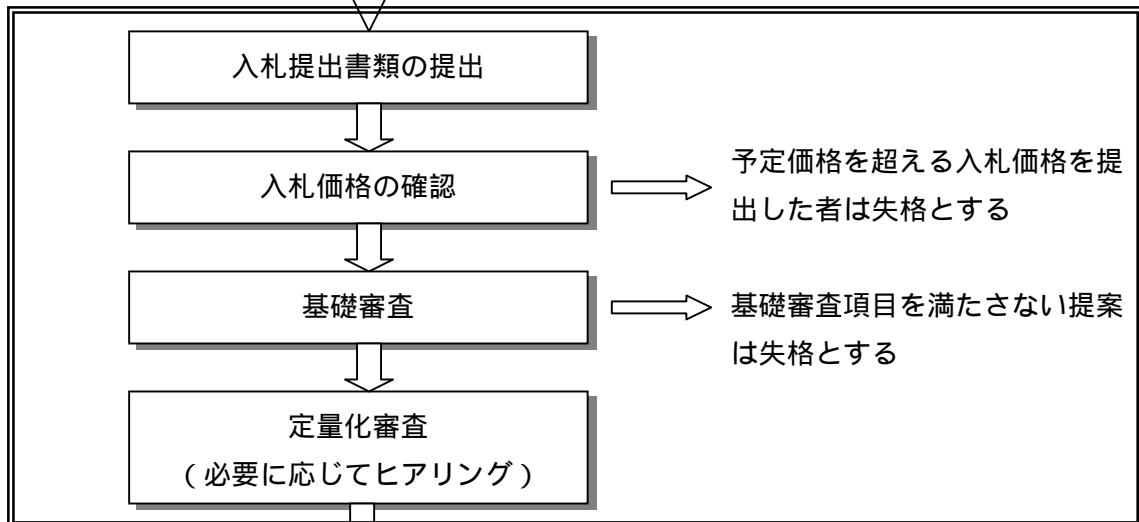 入札提出書類の提出
入札価格の確認
予定価格を超える入札価格を提
出した者は失格とする
基礎審査
基礎審査項目を満たさない提案
は失格とする
定量化審査
（必要に応じてヒアリング）